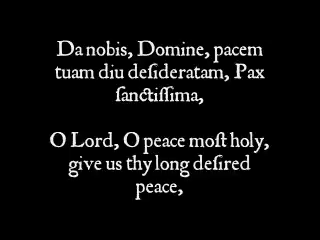 Da nobis, Domine, pacem
tuam diu deſideratam, Pax
ſanctiſſima,
O Lord, O peace moſt holy,
give us thy long deſired
peace,